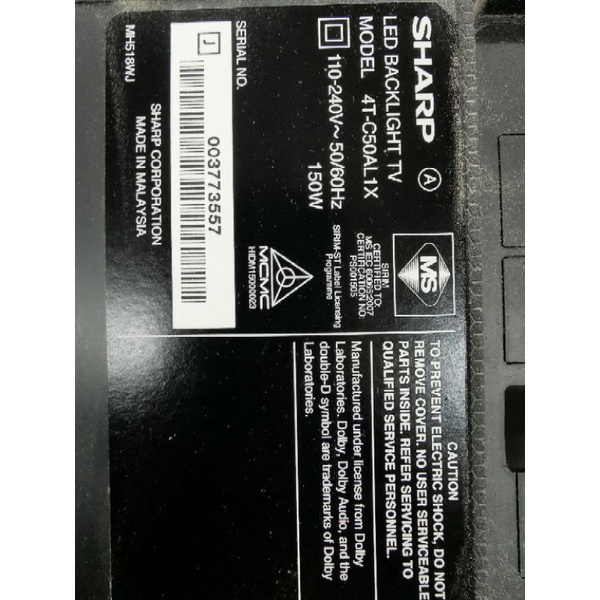 SHARP
A
LED BACKLIGHT TV
MODEL 4T-C50AL1X
110-240V~ 50/60Hz
150W
SERIAL NO.
J
003773557
SHARP CORPORATION
MADE IN MALAYSIA
MH518WJ
MS
SIRIM
CERTIFIED TO:
MS IEC 60065:2007
CERTIFICATION NO.
SIRIM-ST Label Licensing
Programme
MCMC
HIDM15000023
CAUTION
TO PREVENT ELECTRIC SHOCK, DO NOT
REMOVE COVER. NO USER SERVICEABLE
PARTS INSIDE. REFER SERVICING TO
QUALIFIED SERVICE PERSONNEL.
Manufactured under license from Dolby
Laboratories. Dolby, Dolby Audio, and the
double-D symbol are trademarks of Dolby
Laboratories.